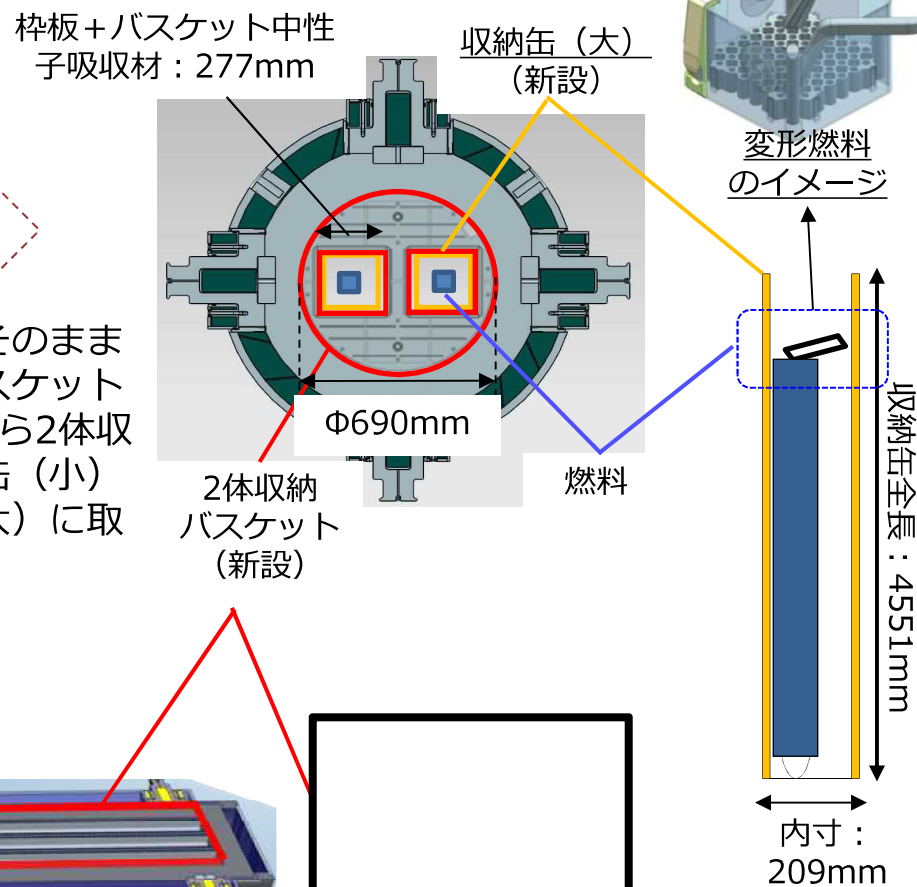 枠板＋バスケット中性
子吸収材：277mm
収納缶（大）
（新設）
変形燃料
のイメージ
そのまま
スケット
ら2体収
缶（小）
大）に取
Φ690mm
2体収納
バスケット
（新設）
燃料
収納缶全長：4551mm
内寸：
209mm